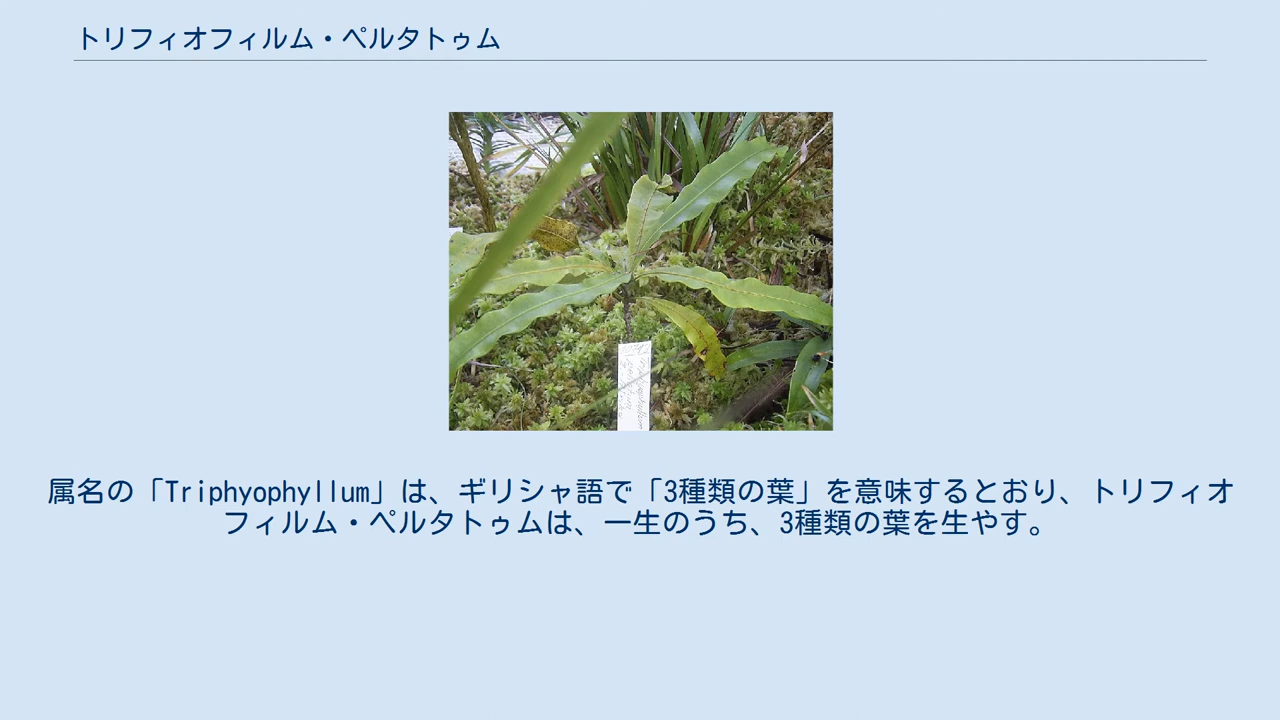 トリフィオフィルム・ペルタトゥム
属名の「Triphyophyllum」は、ギリシャ語で「3種類の葉」を意味するとおり、トリフィオ
フィルム・ペルタトゥムは、一生のうち、3種類の葉を生やす。